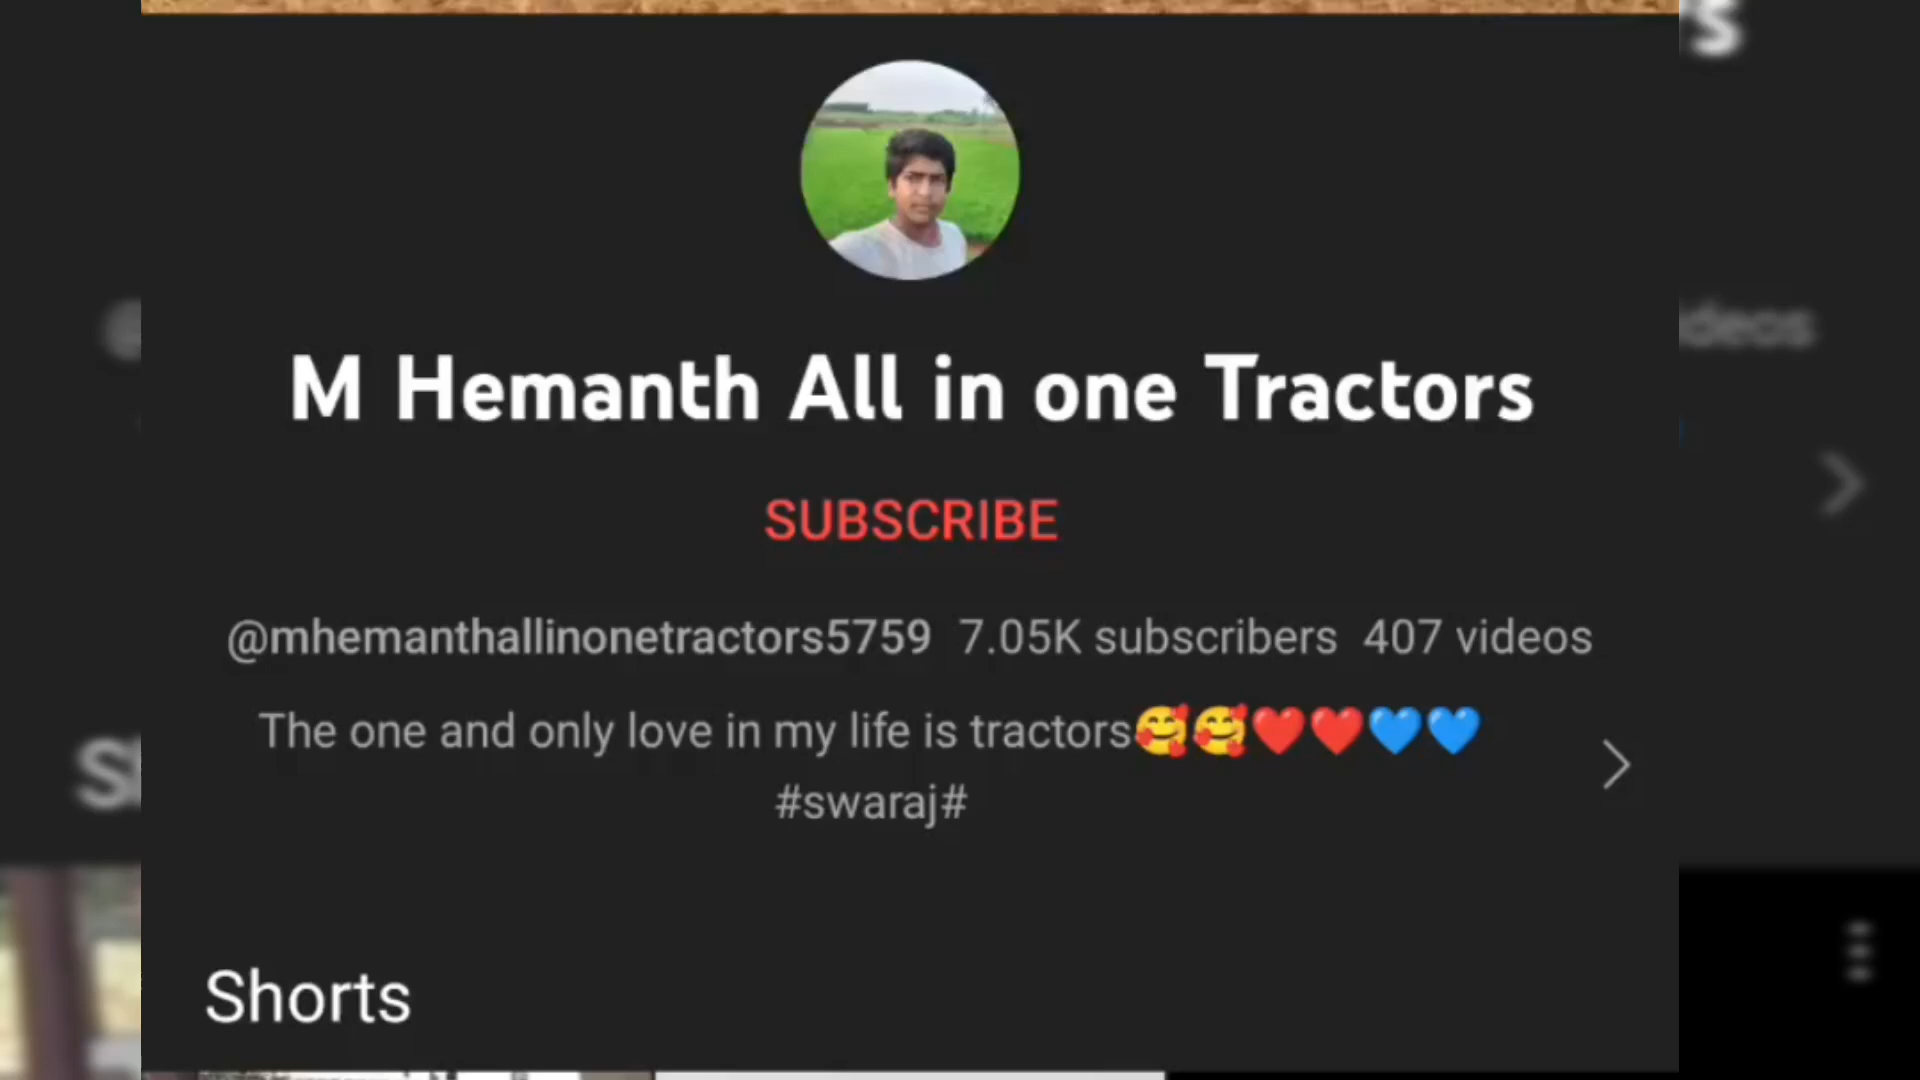 M Hemanth All in one Tractors
SUBSCRIBE
@mhemanthallinonetractors5759 7.05K subscribers 407 videos
The one and only love in my life is tractors🥰🥰❤️❤️💙💙
#swaraj#
Shorts